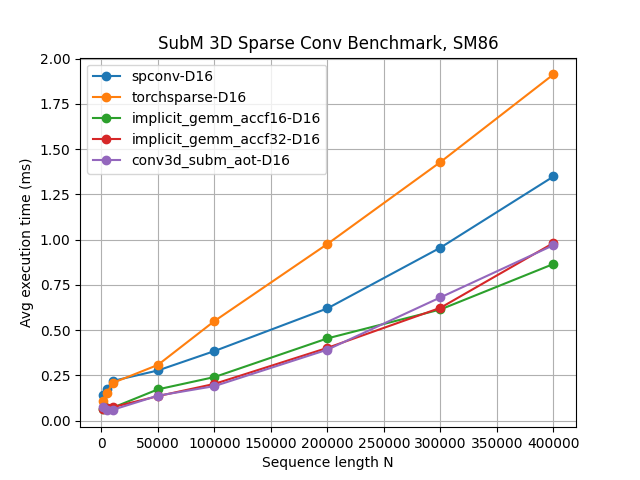 SubM 3D Sparse Conv Benchmark, SM86
2.00
1.75
1.50
1.25
1.00
0.75
0.50
0.25
0.00
Avg execution time (ms)
spconv-D16
torchsparse-D16
implicit_gemm_accf16-D16
implicit_gemm_accf32-D16
conv3d_subm_aot-D16
0 50000 100000 150000 200000 250000 300000 350000 400000
Sequence length N